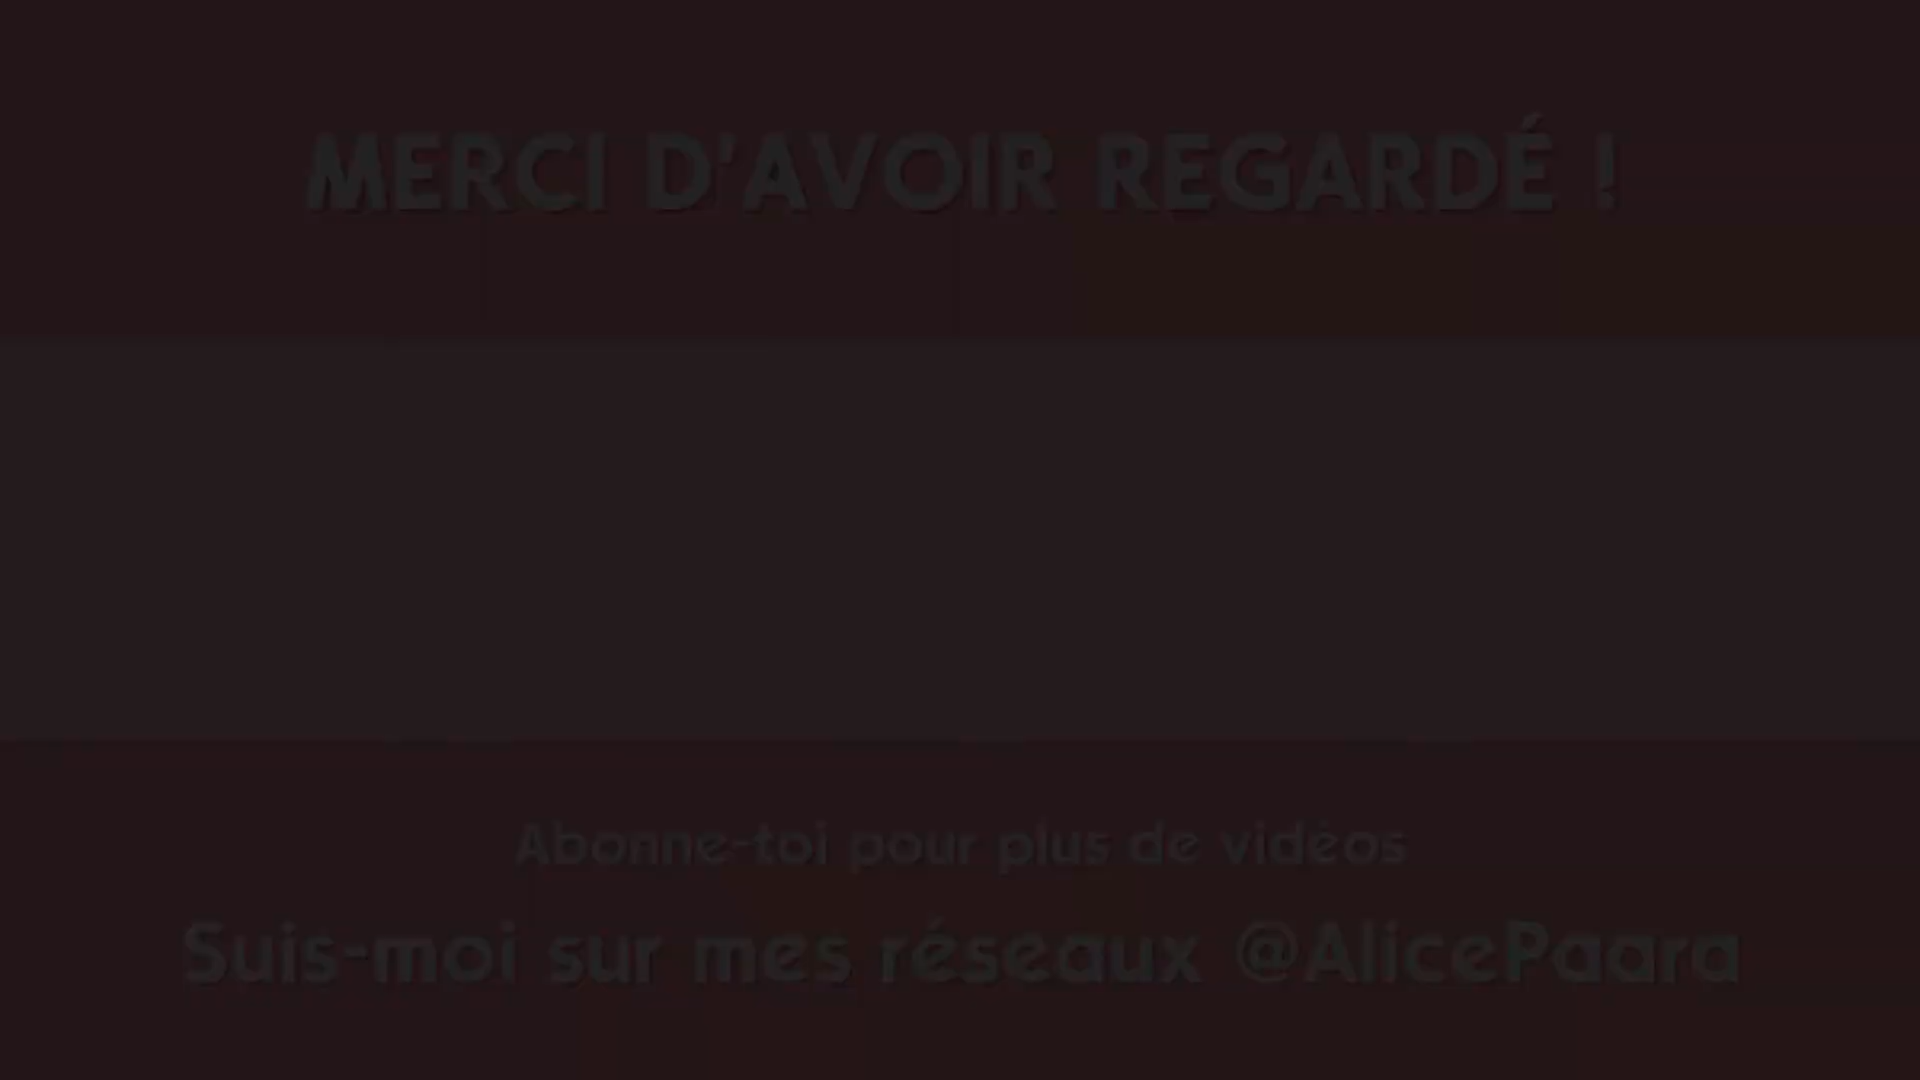 MERCI D'AVOIR REGARDÉ !
Abonne-toi pour plus de vidéos
Suis-moi sur mes réseaux @AlicePaara